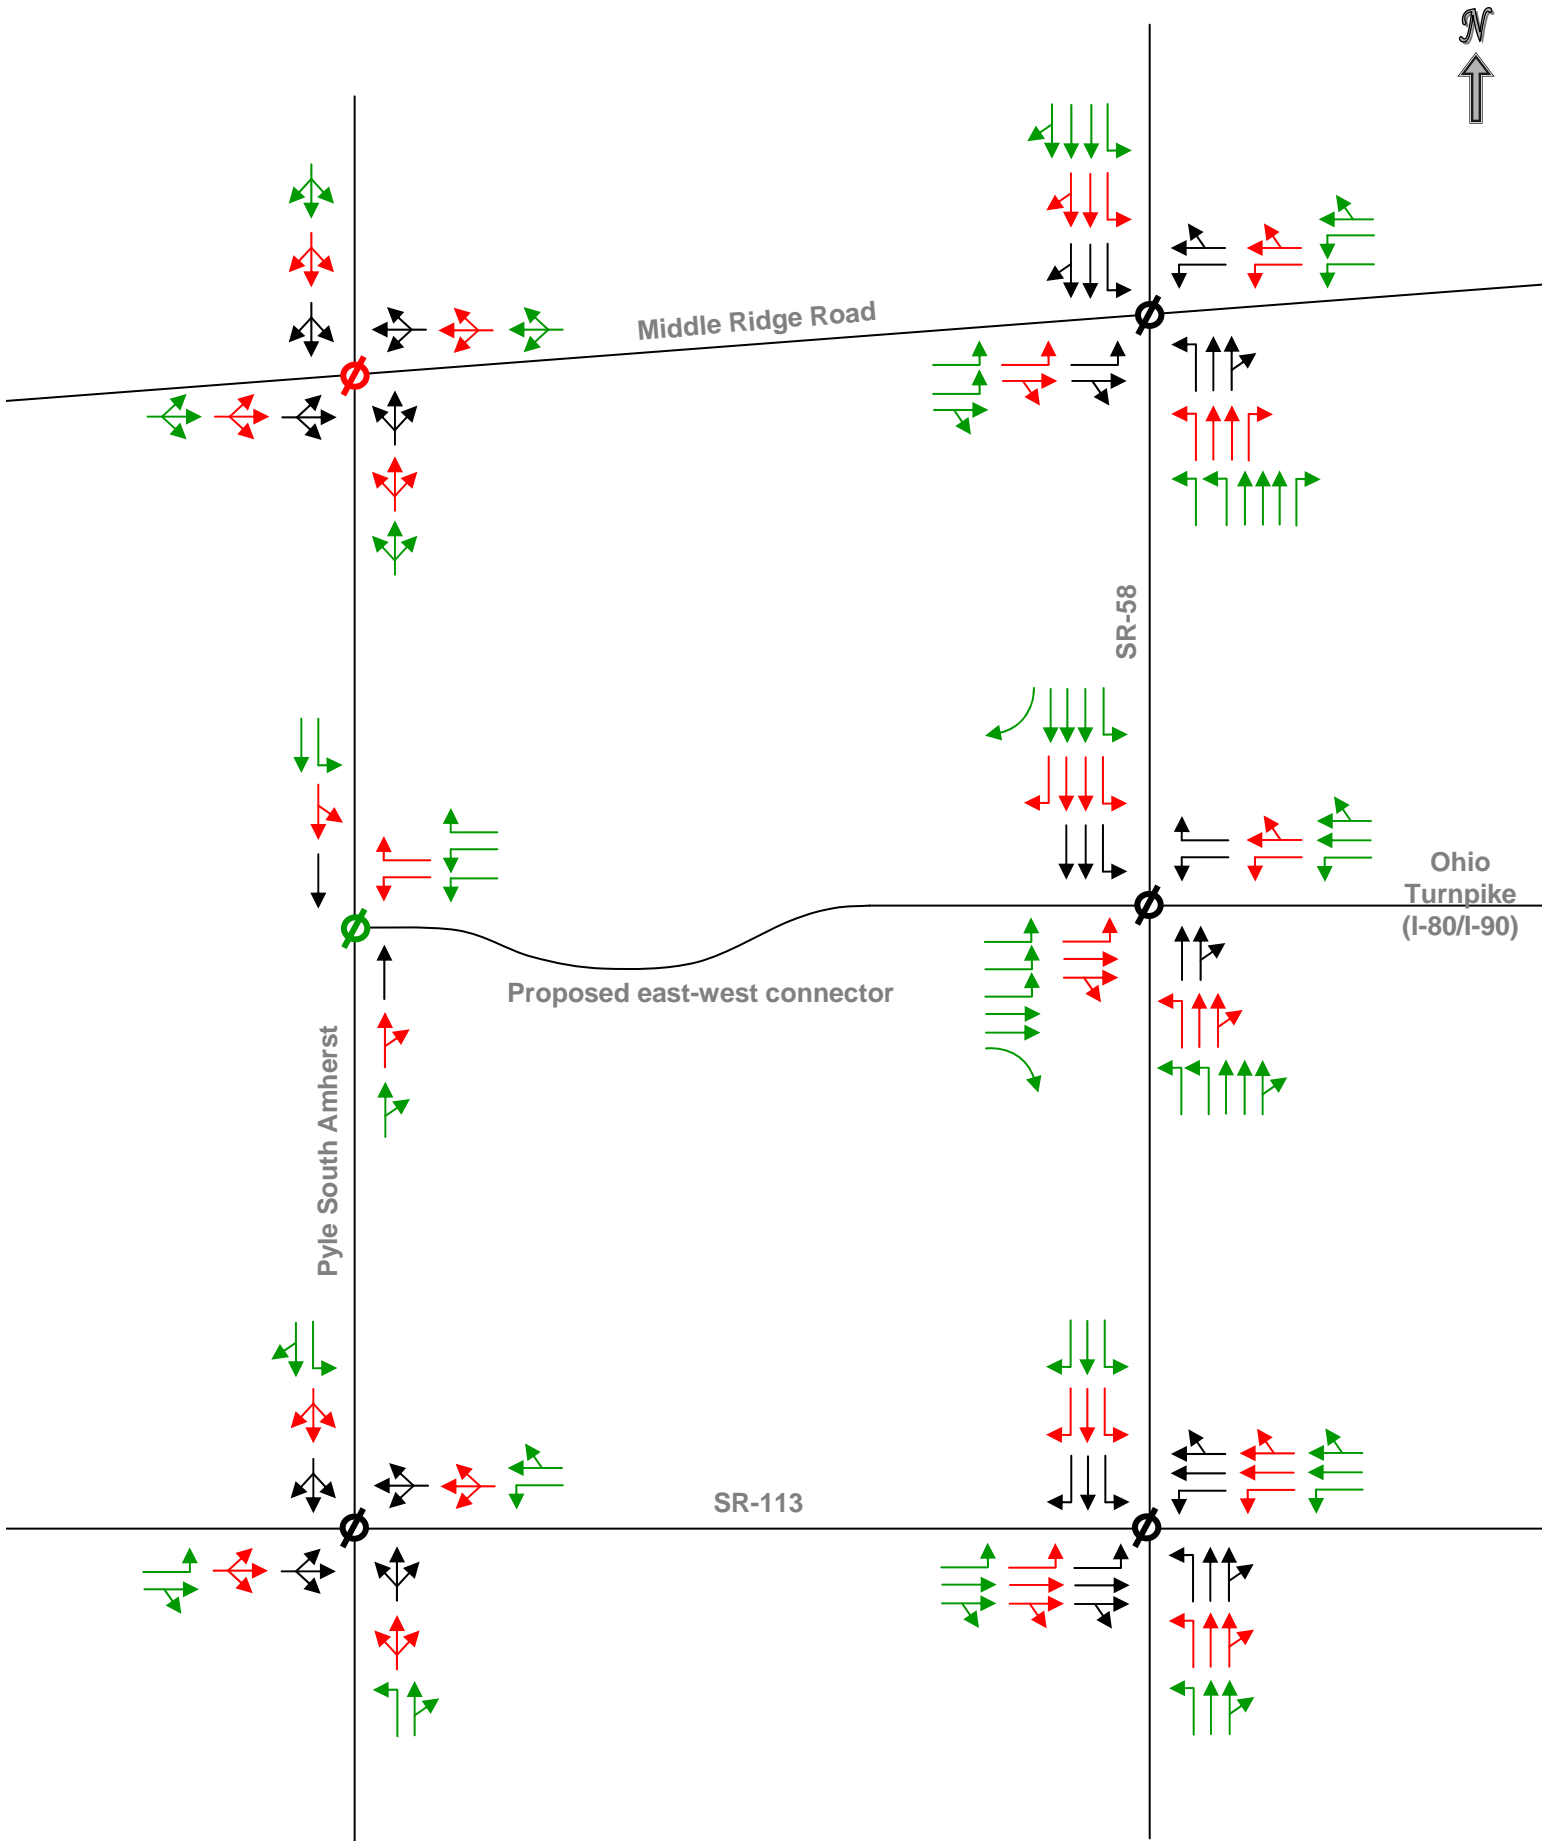 N
Middle Ridge Road
SR-58
Ohio
Turnpike
(I-80/I-90)
Proposed east-west connector
Pyle South Amherst
SR-113